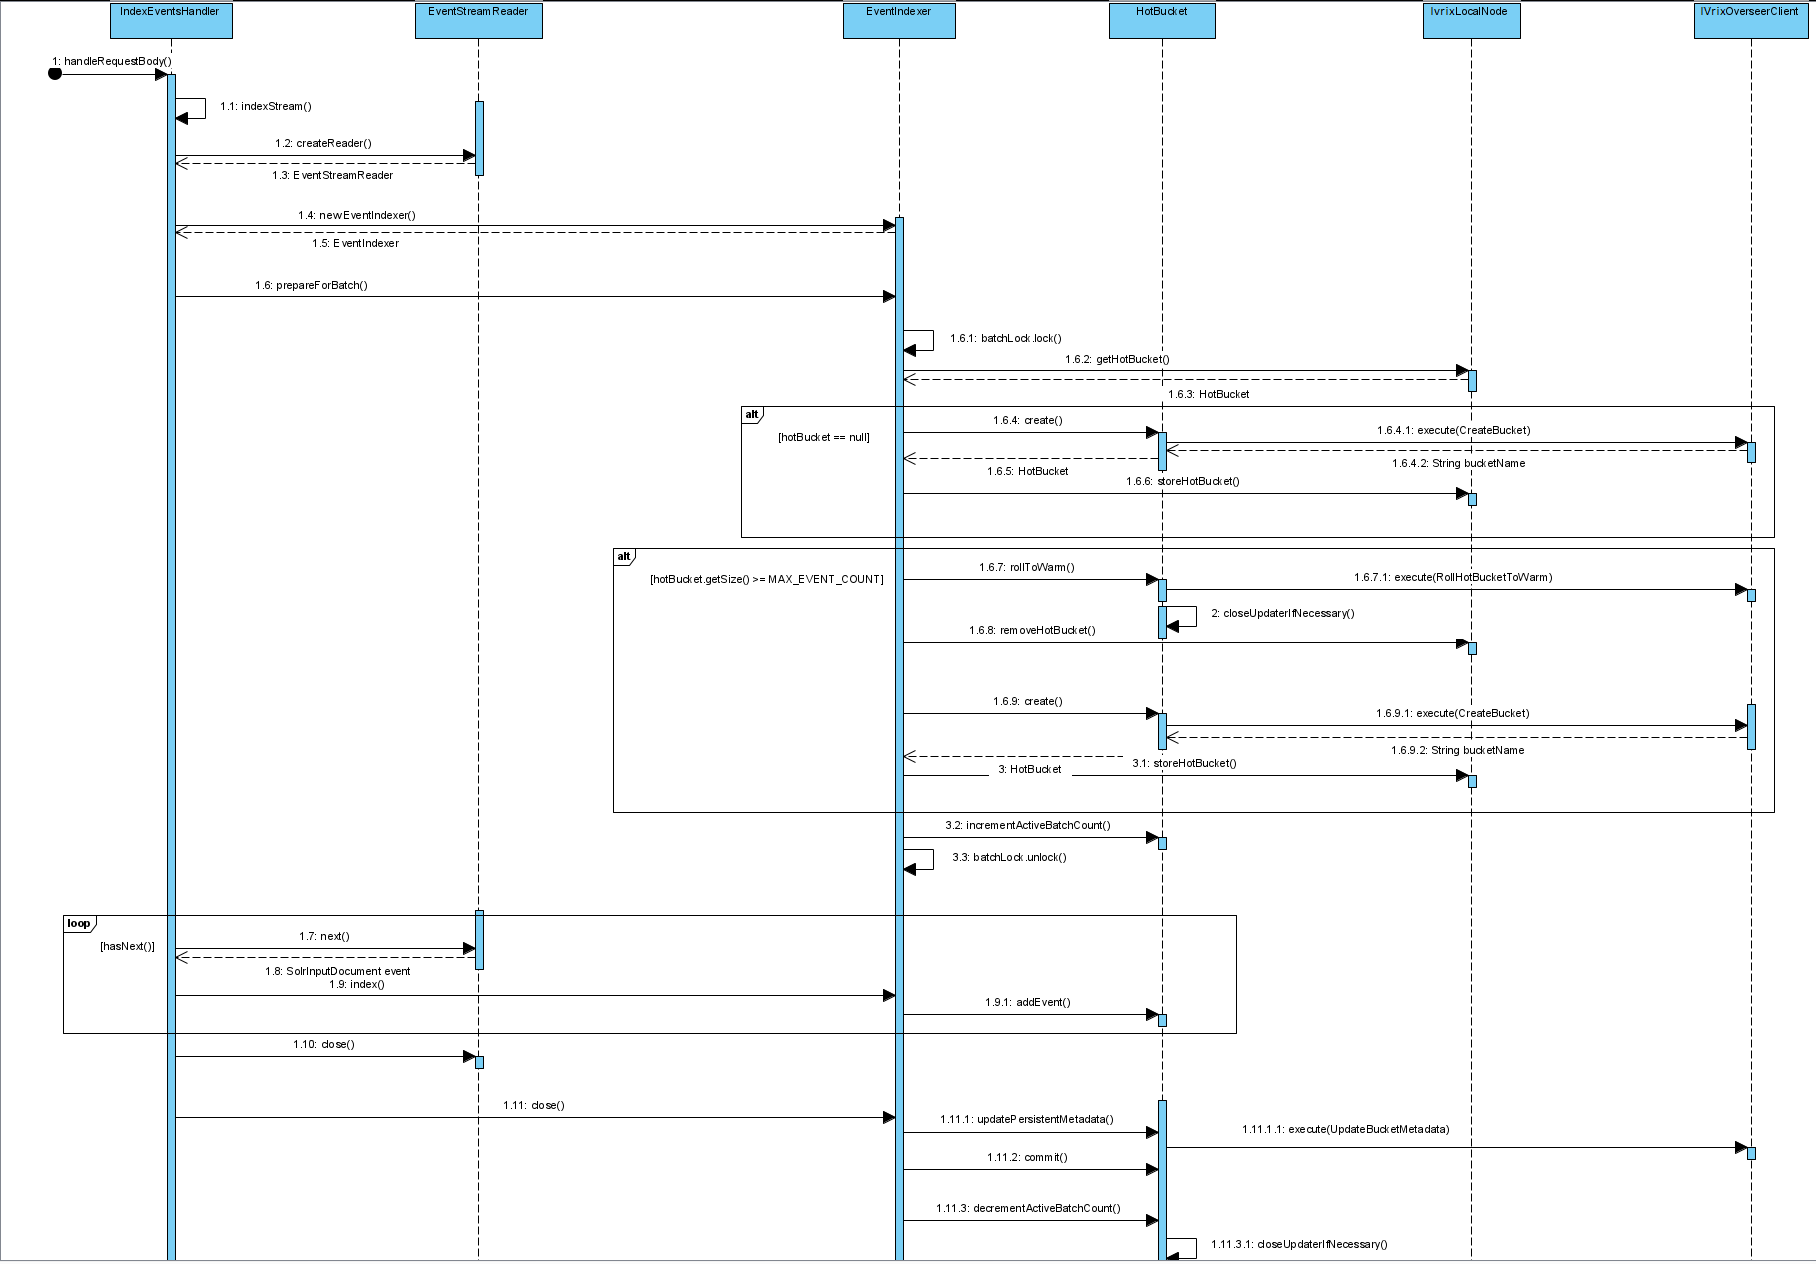 IndexEventsHandler
EventStreamReader
EventIndexer
HotBucket
IvrixLocalNode
IVrixOverseerClient
1: handleRequestBody()
1.1: indexStream()
1.2: createReader()
1.3: EventStreamReader
1.4: newEventIndexer()
1.5: EventIndexer
1.6: prepareForBatch()
1.6.1: batchLock.lock()
1.6.2: getHotBucket()
1.6.3: HotBucket
alt
[hotBucket == null]
1.6.4: create()
1.6.4.1: execute(CreateBucket)
1.6.4.2: String bucketName
1.6.5: HotBucket
1.6.6: storeHotBucket()
alt
[hotBucket.getSize() >= MAX_EVENT_COUNT]
1.6.7: rollToWarm()
1.6.7.1: execute(RollHotBucketToWarm)
2: closeUpdaterIfNecessary()
1.6.8: removeHotBucket()
1.6.9: create()
1.6.9.1: execute(CreateBucket)
1.6.9.2: String bucketName
3: HotBucket
3.1: storeHotBucket()
3.2: incrementActiveBatchCount()
3.3: batchLock.unlock()
loop
[hasNext()]
1.7: next()
1.8: SolrInputDocument event
1.9: index()
1.9.1: addEvent()
1.10: close()
1.11: close()
1.11.1: updatePersistentMetadata()
1.11.1.1: execute(UpdateBucketMetadata)
1.11.2: commit()
1.11.3: decrementActiveBatchCount()
1.11.3.1: closeUpdaterIfNecessary()